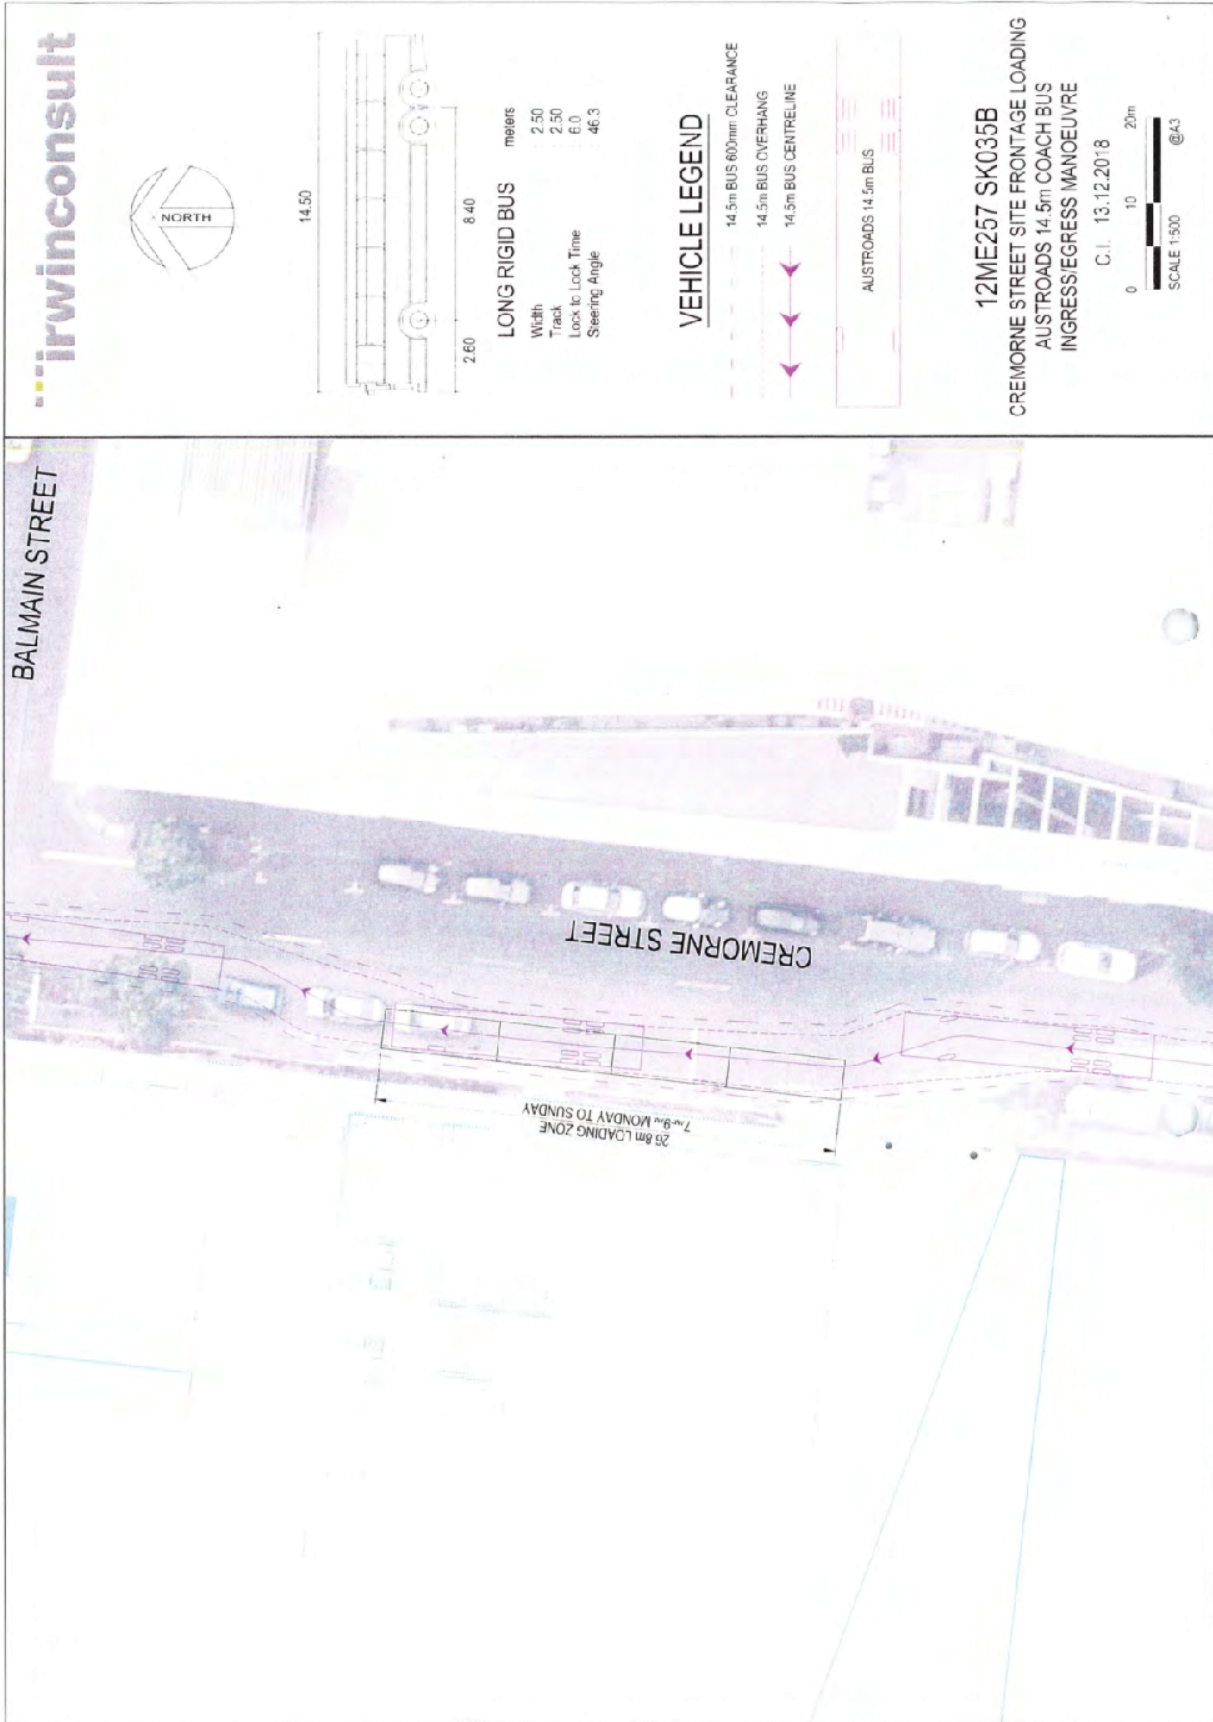 irwinconsult
NORTH
14.50
2.60
8.40
LONG RIGID BUS
meters
Width : 2.50
Track : 2.50
Lock to Lock Time : 6.0
Steering Angle : 46.3
VEHICLE LEGEND
14.5m BUS 600mm CLEARANCE
14.5m BUS OVERHANG
14.5m BUS CENTRELINE
AUSTROADS 14.5m BUS
12ME257 SK035B
CREMORNE STREET SITE FRONTAGE LOADING
AUSTROADS 14.5m COACH BUS
INGRESS/EGRESS MANOEUVRE
C.I. 13.12.2018
0 10 20m
SCALE 1:500 @A3
BALMAIN STREET
CREMORNE STREET
26.8m LOADING ZONE
7AM-9AM MONDAY TO SUNDAY